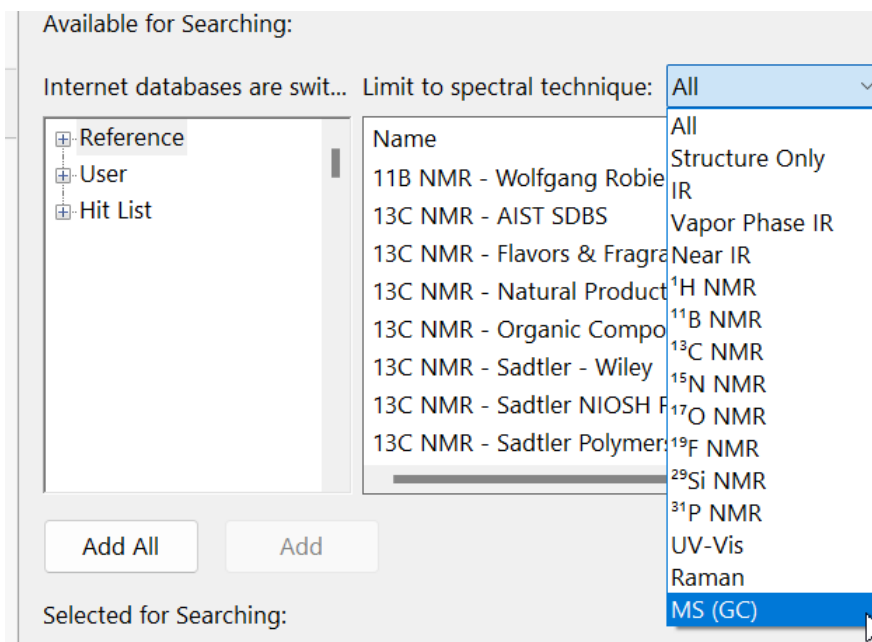 Available for Searching:
Internet databases are swit... Limit to spectral technique: All
Reference
User
Hit List
Name
11B NMR - Wolfgang Robie
13C NMR - AIST SDBS
13C NMR - Flavors & Fragra
13C NMR - Natural Product
13C NMR - Organic Compo
13C NMR - Sadtler - Wiley
13C NMR - Sadtler NIOSH
13C NMR - Sadtler Polymers
All
Structure Only
IR
Vapor Phase IR
Near IR
¹H NMR
¹¹B NMR
¹³C NMR
¹⁵N NMR
¹⁷O NMR
¹⁹F NMR
²⁹Si NMR
³¹P NMR
UV-Vis
Raman
MS (GC)
Add All
Add
Selected for Searching: